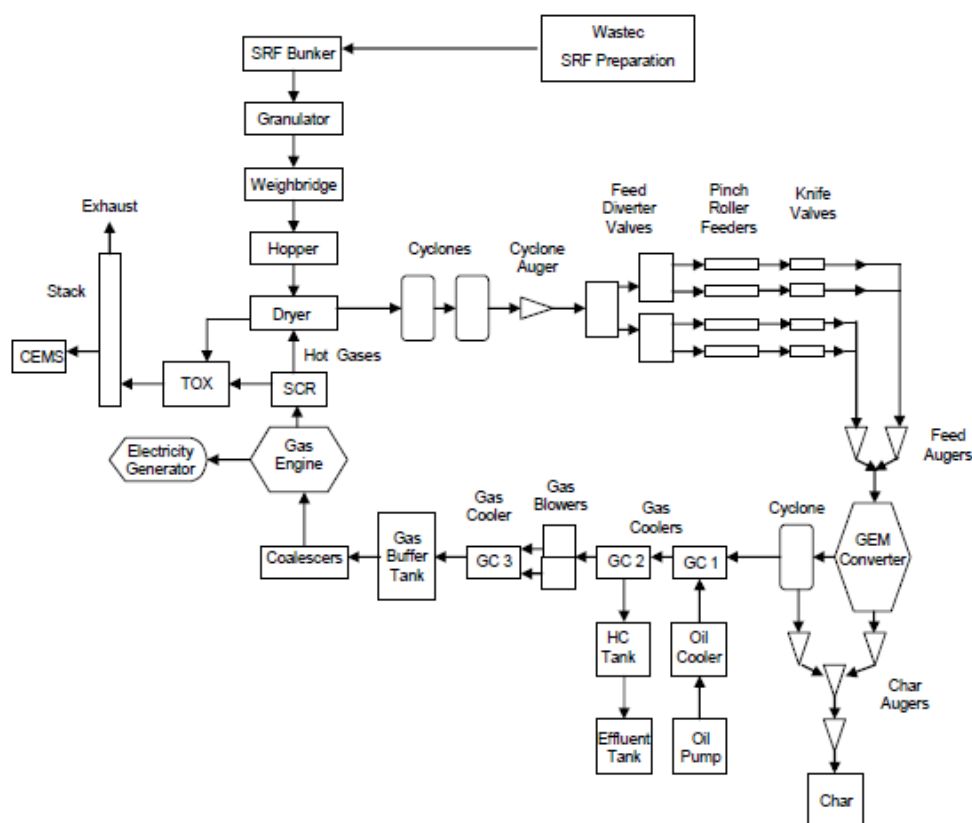 Wastec
SRF Preparation
SRF Bunker
Granulator
Weighbridge
Hopper
Dryer
Hot Gases
Exhaust
Stack
CEMS
TOX
SCR
Cyclones
Cyclone
Auger
Feed
Diverter
Valves
Pinch
Roller
Feeders
Knife
Valves
Feed
Augers
Electricity
Generator
Gas
Engine
Coalescers
Gas
Buffer
Tank
Gas
Cooler
GC 3
Gas
Blowers
Gas
Coolers
GC 2
GC 1
Cyclone
GEM
Converter
HC
Tank
Oil
Cooler
Effluent
Tank
Oil
Pump
Char
Augers
Char